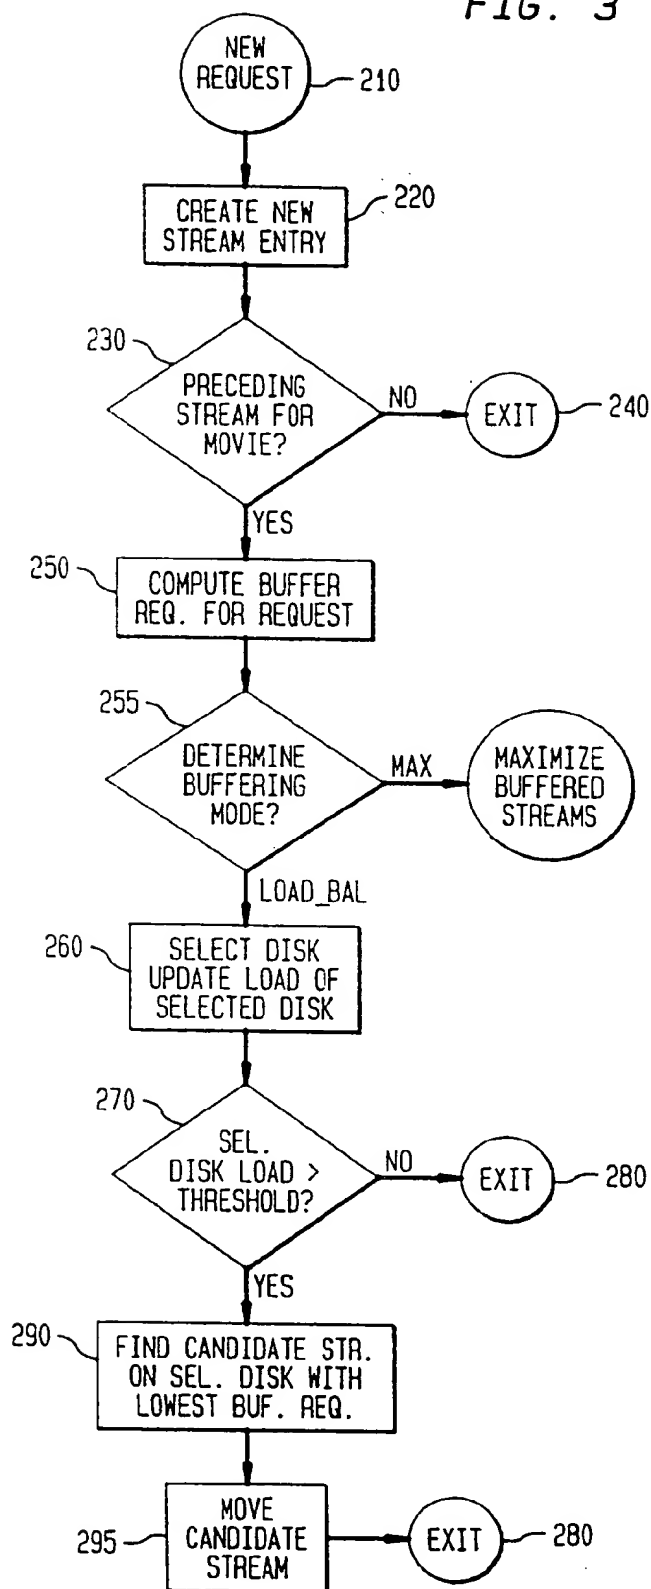 FIG. 3
NEW
REQUEST
210
CREATE NEW
STREAM ENTRY
220
230
PRECEDING
STREAM FOR
MOVIE?
NO
EXIT
240
YES
250
COMPUTE BUFFER
REQ. FOR REQUEST
255
DETERMINE
BUFFERING
MODE?
MAX
MAXIMIZE
BUFFERED
STREAMS
LOAD_BAL
260
SELECT DISK
UPDATE LOAD OF
SELECTED DISK
270
SEL.
DISK LOAD >
THRESHOLD?
NO
EXIT
280
YES
290
FIND CANDIDATE STR.
ON SEL. DISK WITH
LOWEST BUF. REQ.
295
MOVE
CANDIDATE
STREAM
EXIT
280